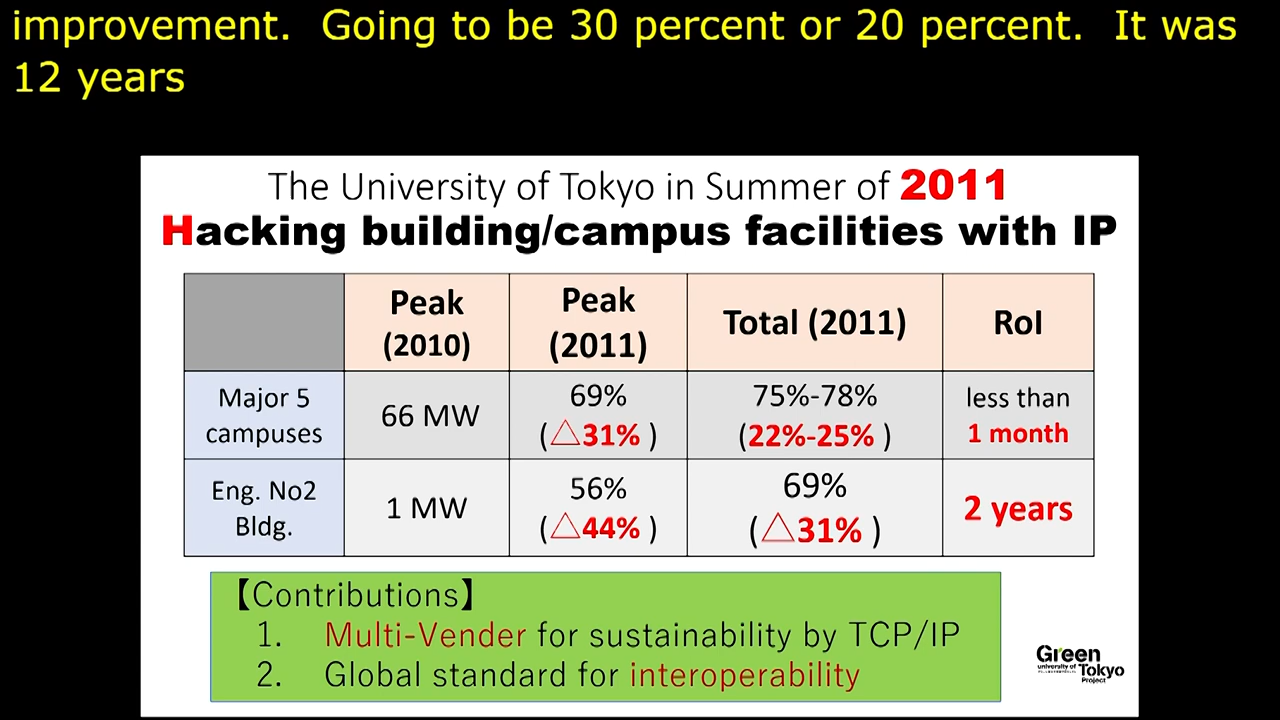 improvement.  Going to be 30 percent or 20 percent.  It was
12 years
The University of Tokyo in Summer of 2011
Hacking building/campus facilities with IP
Peak
(2010)
Peak
(2011)
Total (2011)
RoI
Major 5
campuses
66 MW
69%
(△31% )
75%-78%
(22%-25% )
less than
1 month
Eng. No2
Bldg.
1 MW
56%
(△44% )
69%
(△31% )
2 years
【Contributions】
1. Multi-Vender for sustainability by TCP/IP
2. Global standard for interoperability
Green
university of
Tokyo
Project